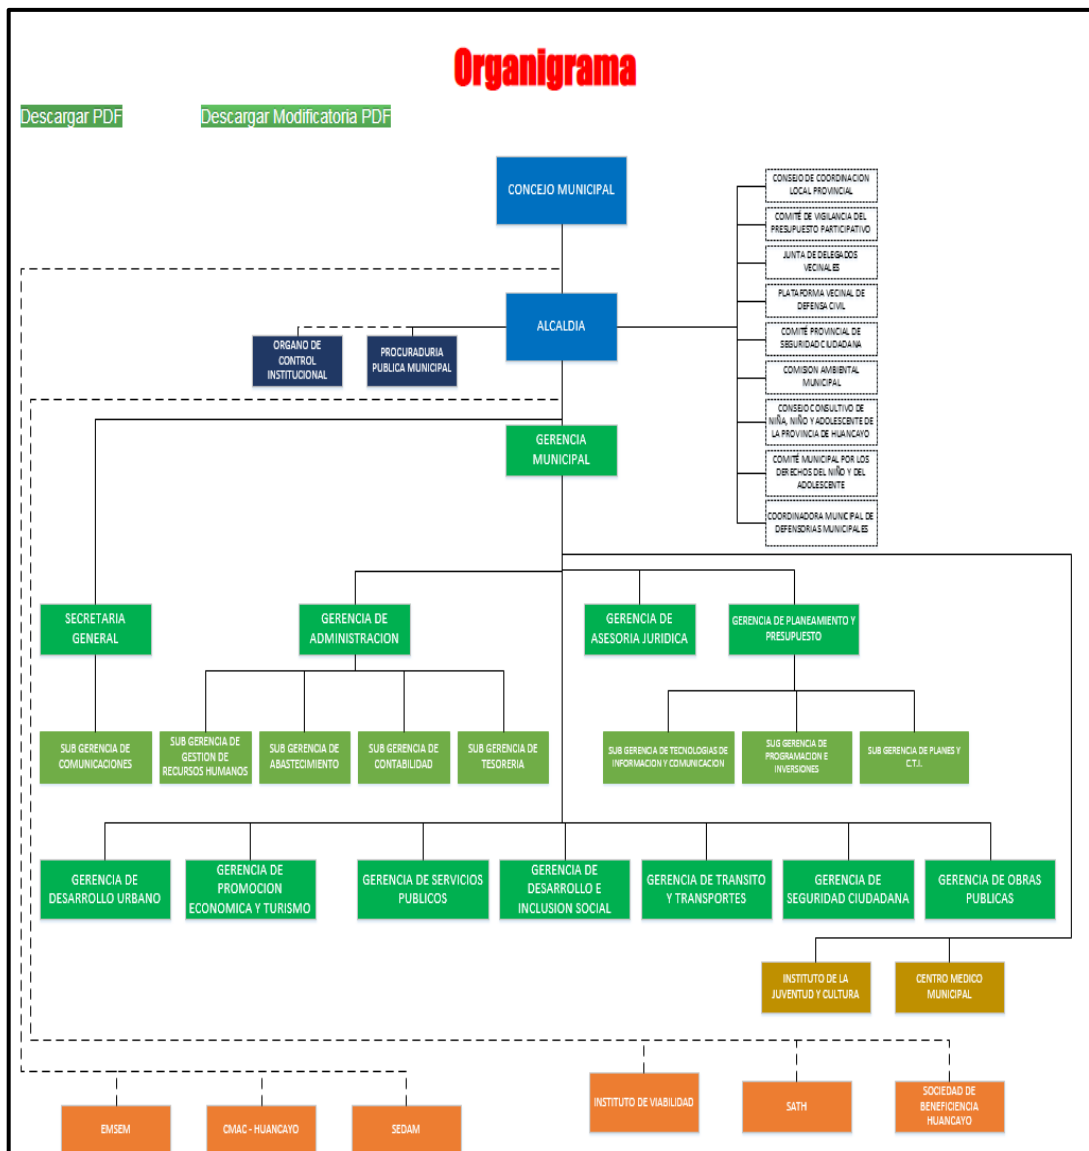 Organigrama
Descargar PDF
Descargar Modificatoria PDF
CONCEJO MUNICIPAL
CONSEJO DE COORDINACION
LOCAL PROVINCIAL
COMITÉ DE VIGILANCIA DEL
PRESUPUESTO PARTICIPATIVO
JUNTA DE DELEGADOS
VECINALES
PLATAFORMA VECINAL DE
DEFENSA CIVIL
COMITÉ PROVINCIAL DE
SEGURIDAD CIUDADANA
COMISION AMBIENTAL
MUNICIPAL
CONSEJO CONSULTIVO DE
NIÑA, NIÑO Y ADOLESCENTE DE
LA PROVINCIA DE HUANCAYO
COMITÉ MUNICIPAL POR LOS
DERECHOS DEL NIÑO Y DEL
ADOLESCENTE
COORDINADORA MUNICIPAL DE
DEFENSORIAS MUNICIPALES
ALCALDIA
ORGANO DE
CONTROL
INSTITUCIONAL
PROCURADURIA
PUBLICA MUNICIPAL
GERENCIA
MUNICIPAL
SECRETARIA
GENERAL
GERENCIA DE
ADMINISTRACION
GERENCIA DE
ASESORIA JURIDICA
GERENCIA DE PLANEAMIENTO Y
PRESUPUESTO
SUB GERENCIA DE
COMUNICACIONES
SUB GERENCIA DE
GESTION DE
RECURSOS HUMANOS
SUB GERENCIA DE
ABASTECIMIENTO
SUB GERENCIA DE
CONTABILIDAD
SUB GERENCIA DE
TESORERIA
SUB GERENCIA DE TECNOLOGIAS DE
INFORMACION Y COMUNICACION
SUG GERENCIA DE
PROGRAMACION E
INVERSIONES
SUB GERENCIA DE PLANES Y
C.T.I.
GERENCIA DE
DESARROLLO URBANO
GERENCIA DE
PROMOCION
ECONOMICA Y TURISMO
GERENCIA DE SERVICIOS
PUBLICOS
GERENCIA DE
DESARROLLO E
INCLUSION SOCIAL
GERENCIA DE TRANSITO
Y TRANSPORTES
GERENCIA DE
SEGURIDAD CIUDADANA
GERENCIA DE OBRAS
PUBLICAS
INSTITUTO DE LA
JUVENTUD Y CULTURA
CENTRO MEDICO
MUNICIPAL
EMSEM
CMAC - HUANCAYO
SEDAM
INSTITUTO DE VIABILIDAD
SATH
SOCIEDAD DE
BENEFICIENCIA
HUANCAYO